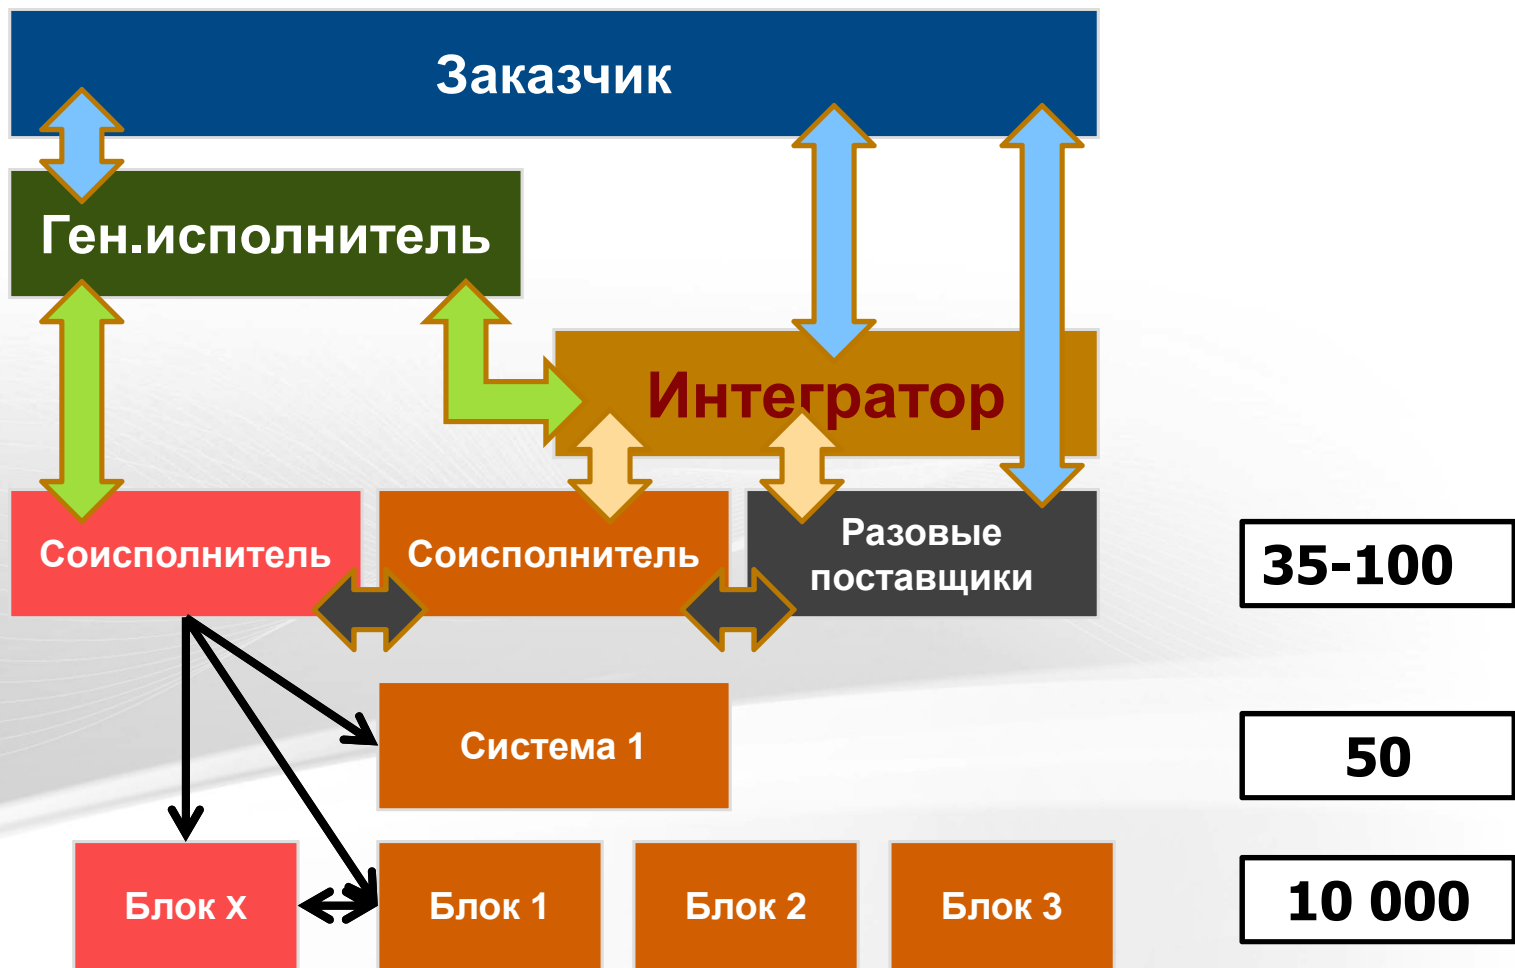 Заказчик
Ген.исполнитель
Интегратор
Соисполнитель
Соисполнитель
Разовые
поставщики
35-100
Система 1
50
Блок X
Блок 1
Блок 2
Блок 3
10 000